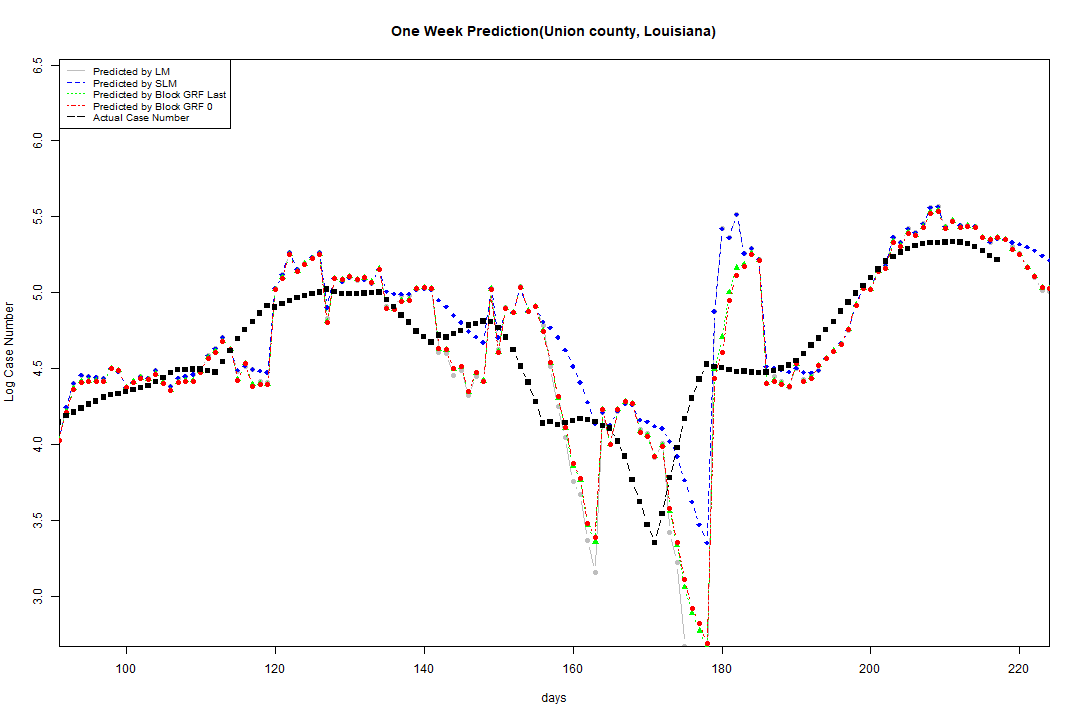 One Week Prediction(Union county, Louisiana)
Predicted by LM
Predicted by SLM
Predicted by Block GRF Last
Predicted by Block GRF 0
Actual Case Number
Log Case Number
6.5
6.0
5.5
5.0
4.5
4.0
3.5
3.0
100 120 140 160 180 200 220
days